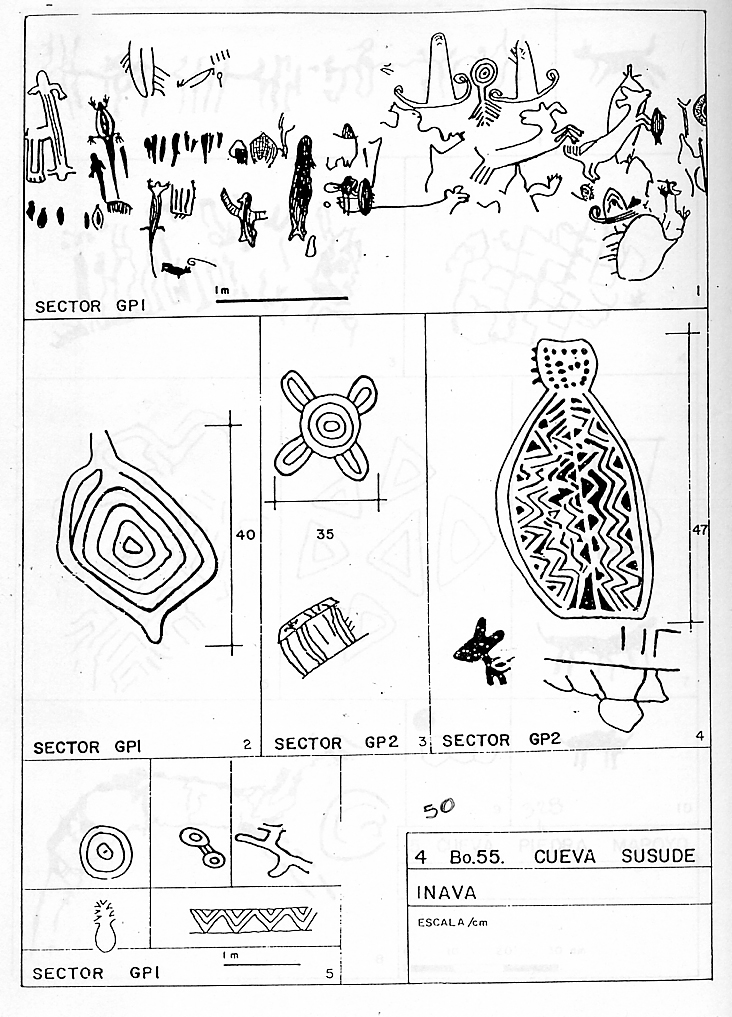 1m
SECTOR GPI
1
40
SECTOR GPI
2
35
SECTOR GP2
3
47
SECTOR GP2
4
1m
SECTOR GPI
5
50
4 Bo.55. CUEVA SUSUDE
INAVA
ESCALA/cm